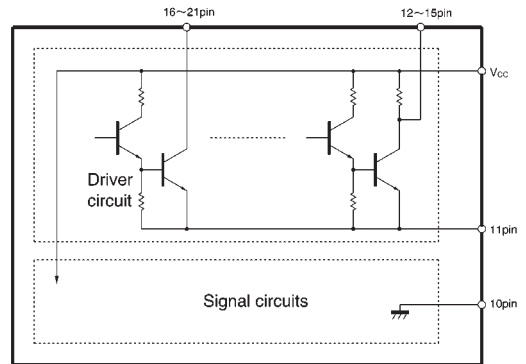 16～21pin
12～15pin
Vcc
Driver
circuit
11pin
Signal circuits
10pin